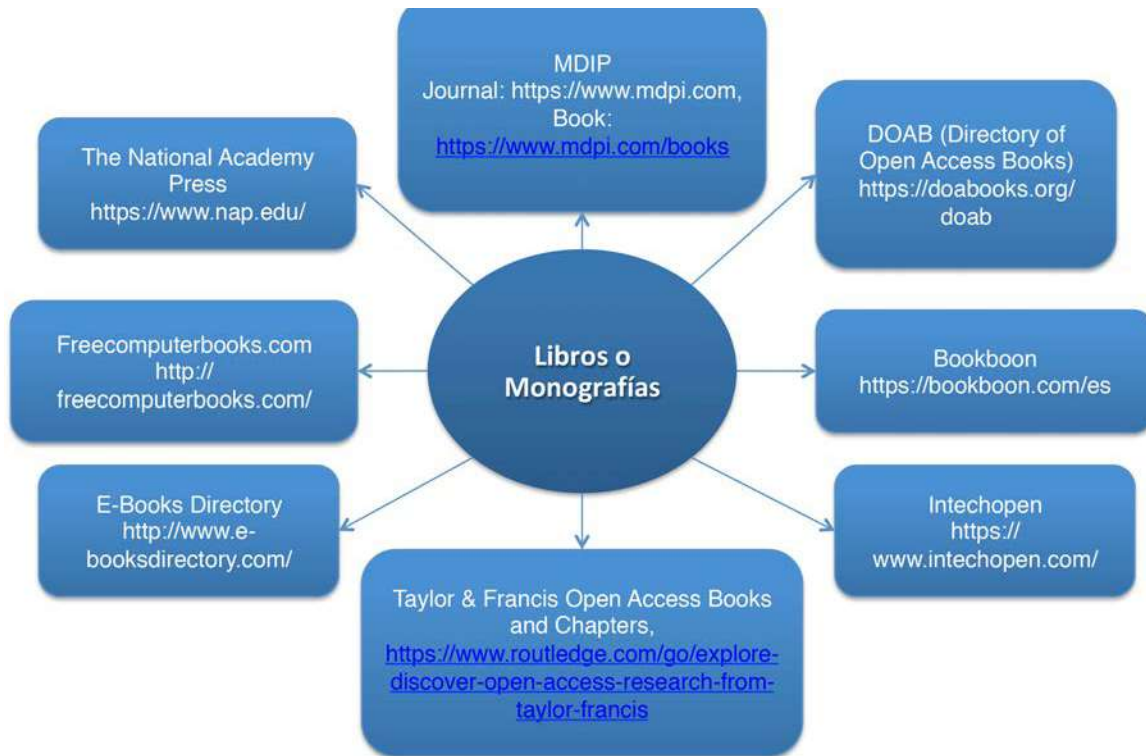 MDIP
Journal: https://www.mdpi.com,
Book:
https://www.mdpi.com/books
The National Academy
Press
https://www.nap.edu/
DOAB (Directory of
Open Access Books)
https://doabooks.org/
doab
Freecomputerbooks.com
http://
freecomputerbooks.com/
Libros o
Monografías
Bookboon
https://bookboon.com/es
E-Books Directory
http://www.e-
booksdirectory.com/
Intechopen
https://
www.intechopen.com/
Taylor & Francis Open Access Books
and Chapters,
https://www.routledge.com/go/explore-
discover-open-access-research-from-
taylor-francis